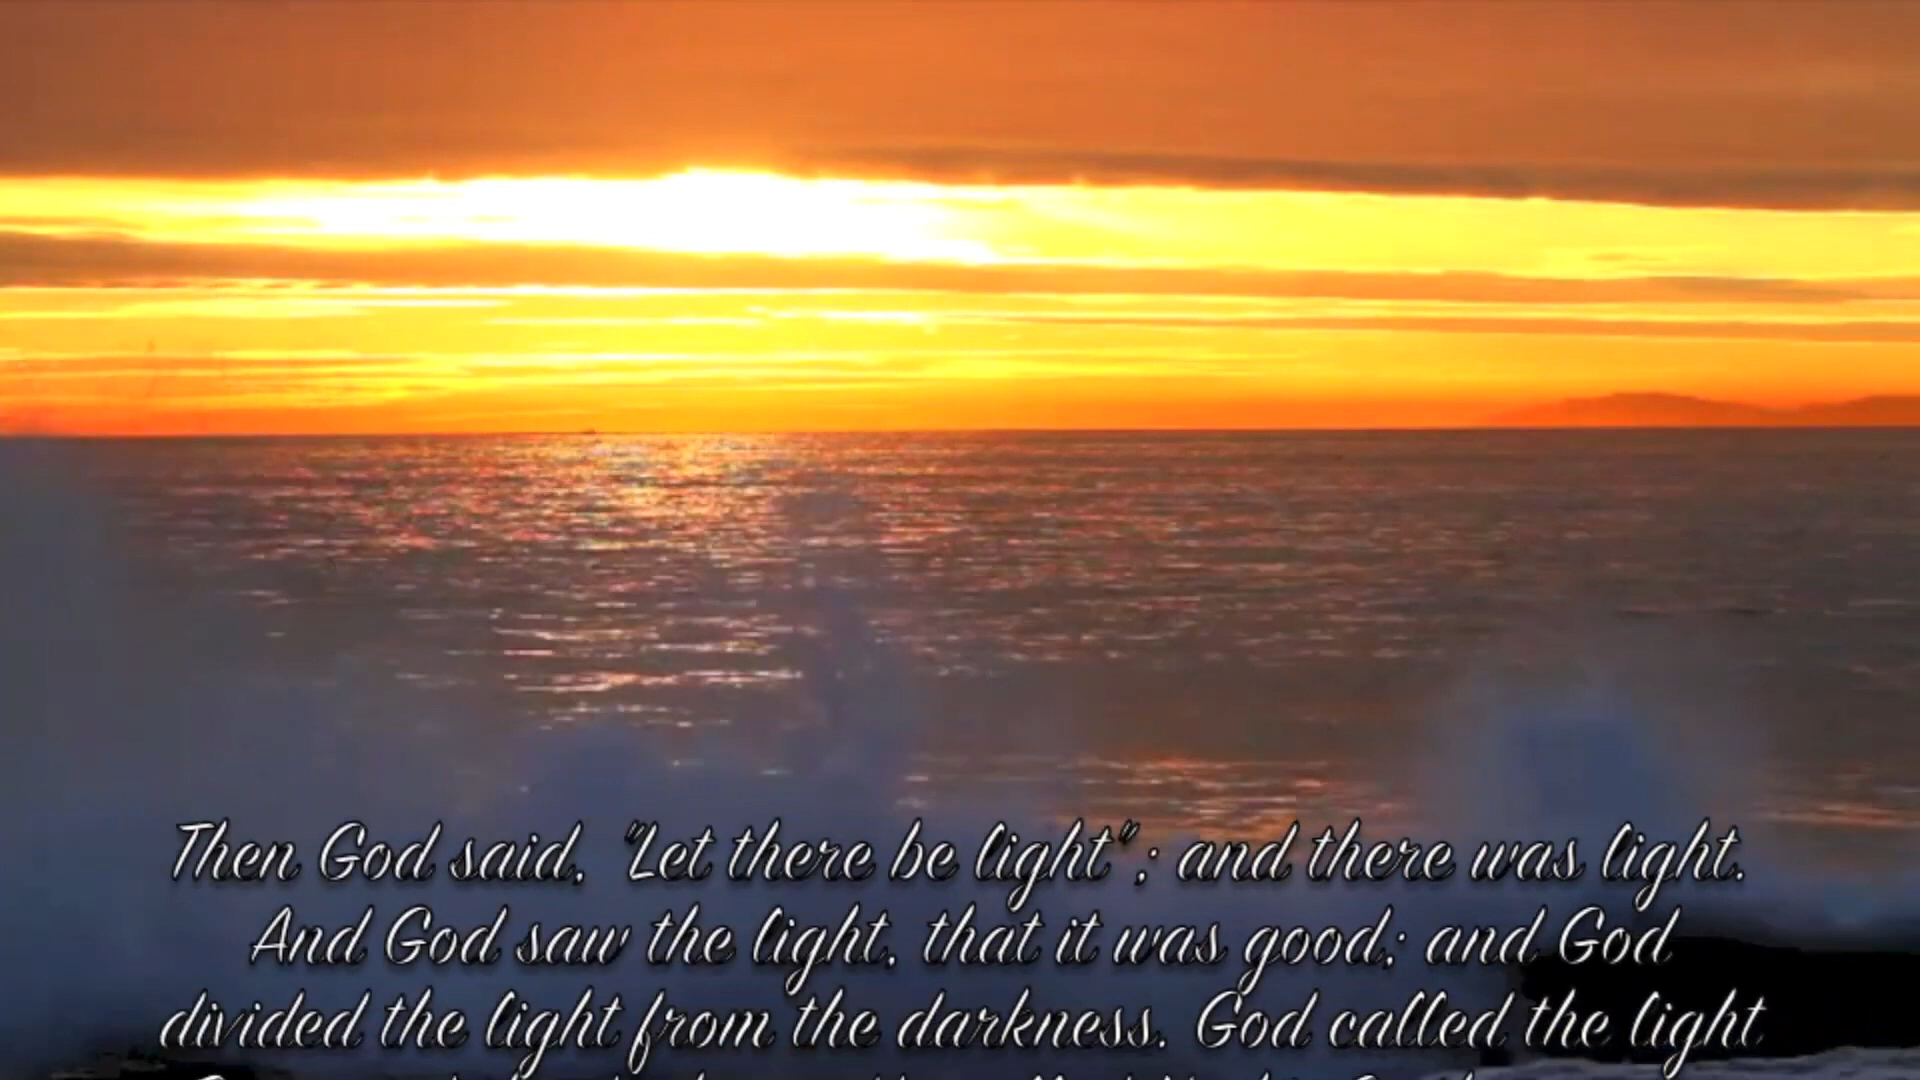 Then God said, "Let there be light"; and there was light.
And God saw the light, that it was good; and God
divided the light from the darkness. God called the light